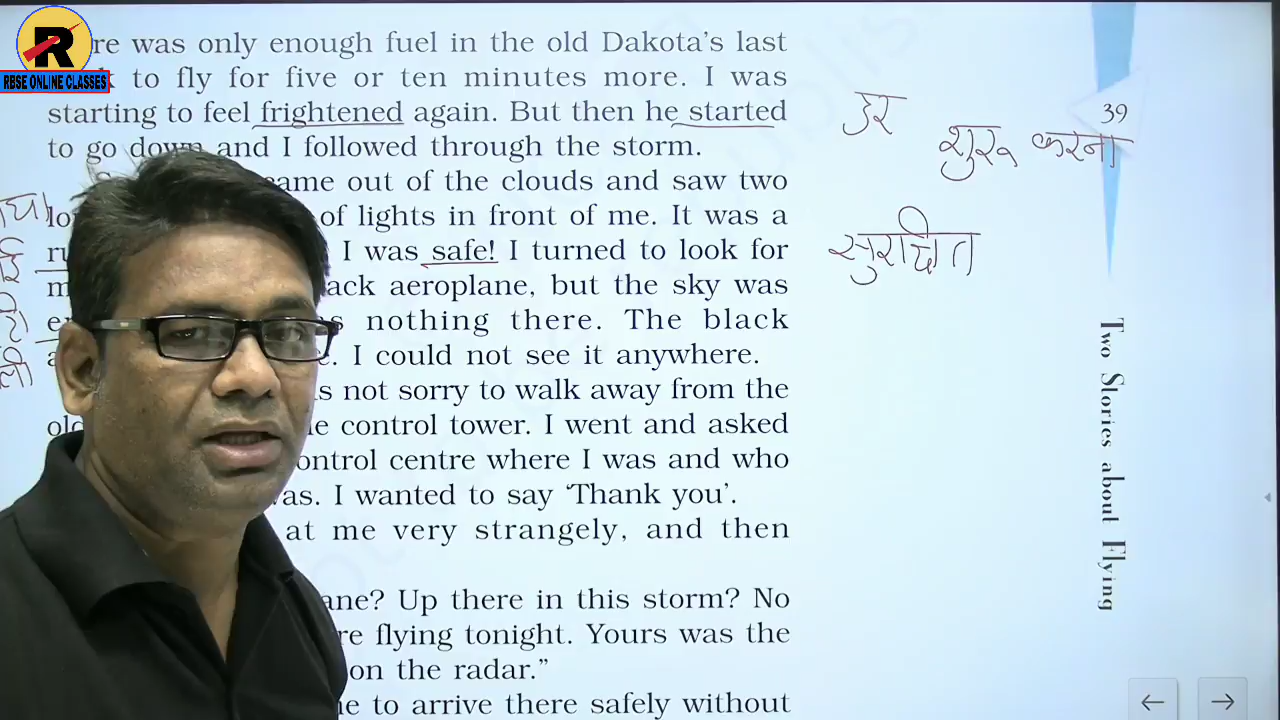 R
RBSE ONLINE CLASSES
re was only enough fuel in the old Dakota's last
to fly for five or ten minutes more. I was
starting to feel frightened again. But then he started
to go down and I followed through the storm.
came out of the clouds and saw two
of lights in front of me. It was a
I was safe! I turned to look for
ack aeroplane, but the sky was
nothing there. The black
I could not see it anywhere.
not sorry to walk away from the
control tower. I went and asked
ontrol centre where I was and who
was. I wanted to say ‘Thank you’.
at me very strangely, and then
ane? Up there in this storm? No
re flying tonight. Yours was the
on the radar.”
to arrive there safely without
39
डर
शुरू करना
सुरक्षित
Two Stories about Flying